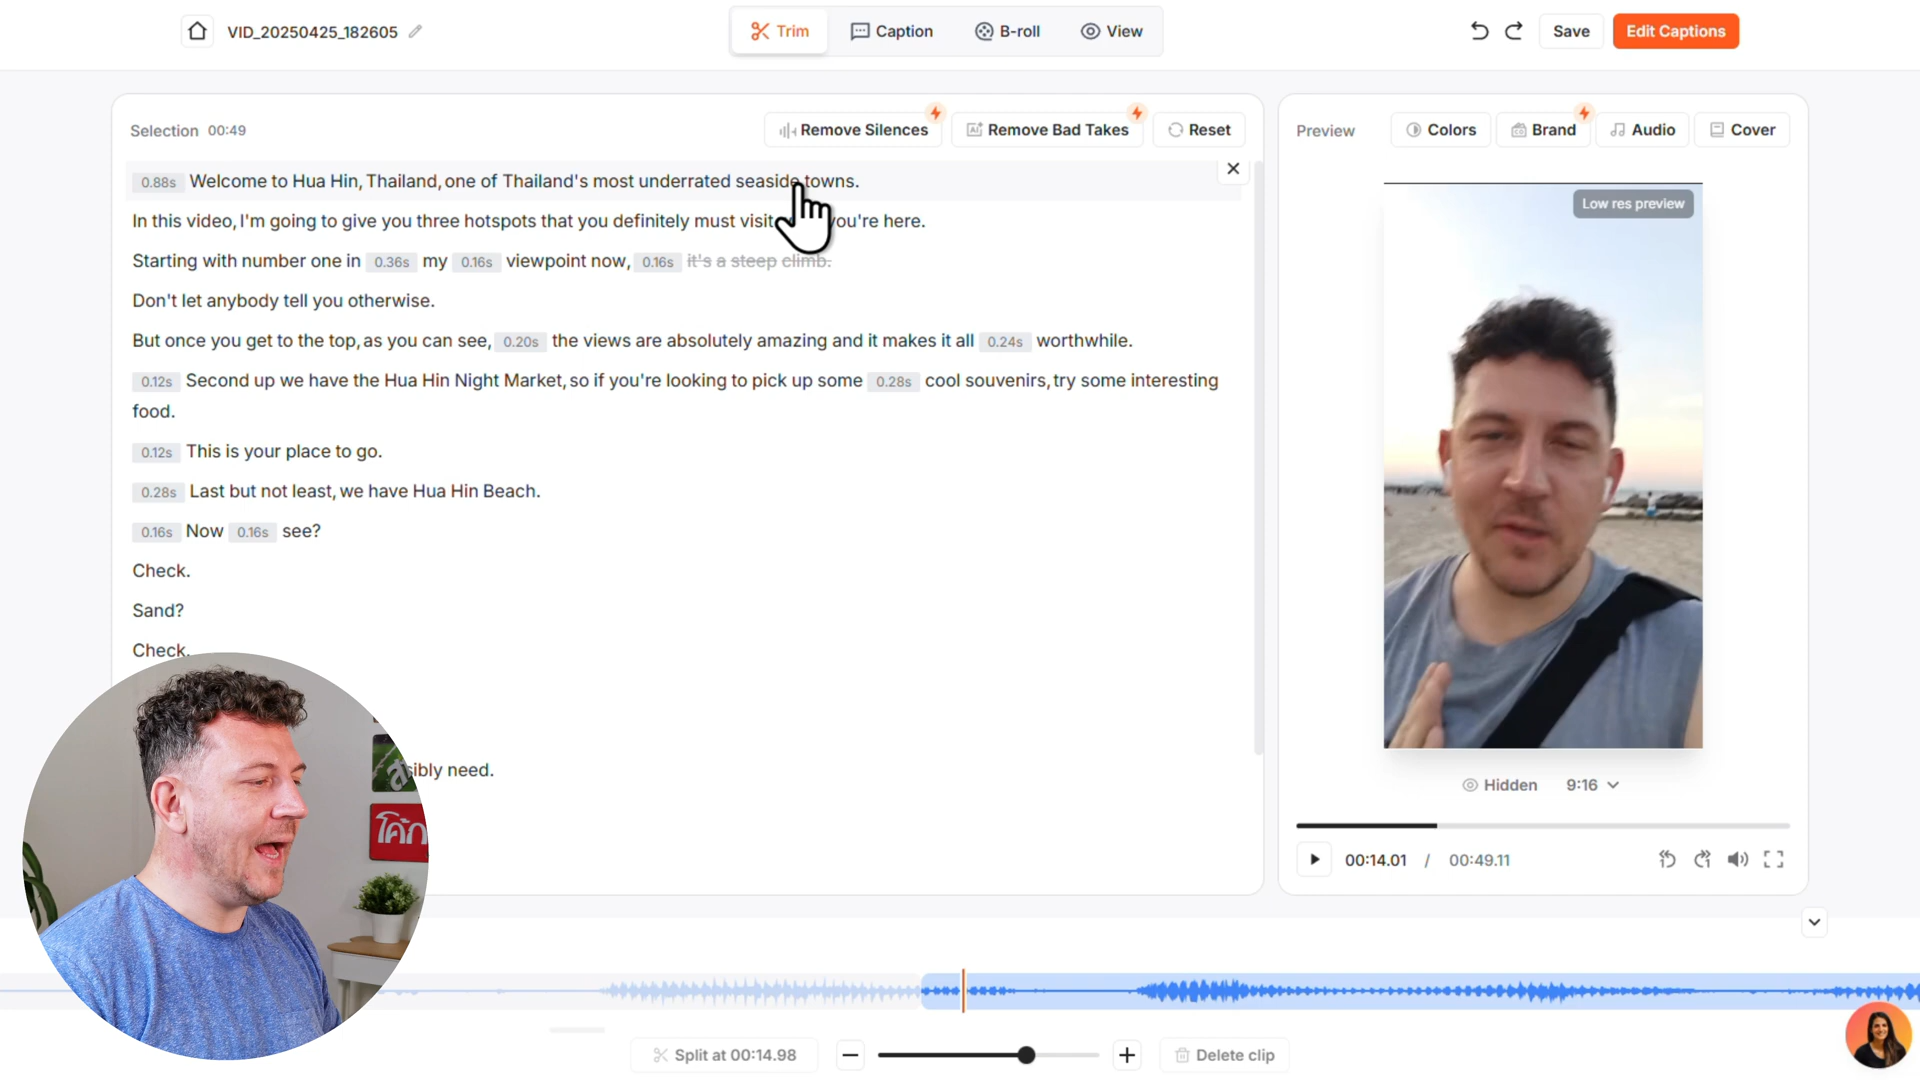 VID_20250425_182605
Trim
Caption
B-roll
View
Save
Edit Captions
Selection 00:49
Remove Silences
Remove Bad Takes
Reset
Preview
Colors
Brand
Audio
Cover
0.88s Welcome to Hua Hin, Thailand, one of Thailand's most underrated seaside towns.
In this video, I'm going to give you three hotspots that you definitely must visit you're here.
Starting with number one in 0.36s my 0.16s viewpoint now, 0.16s it's a steep climb.
Don't let anybody tell you otherwise.
But once you get to the top, as you can see, 0.20s the views are absolutely amazing and it makes it all 0.24s worthwhile.
0.12s Second up we have the Hua Hin Night Market, so if you're looking to pick up some 0.28s cool souvenirs, try some interesting
food.
0.12s This is your place to go.
0.28s Last but not least, we have Hua Hin Beach.
0.16s Now 0.16s see?
Check.
Sand?
Check.
sibly need.
Low res preview
Hidden 9:16
00:14.01 / 00:49.11
โค้ก
Split at 00:14.98
Delete clip